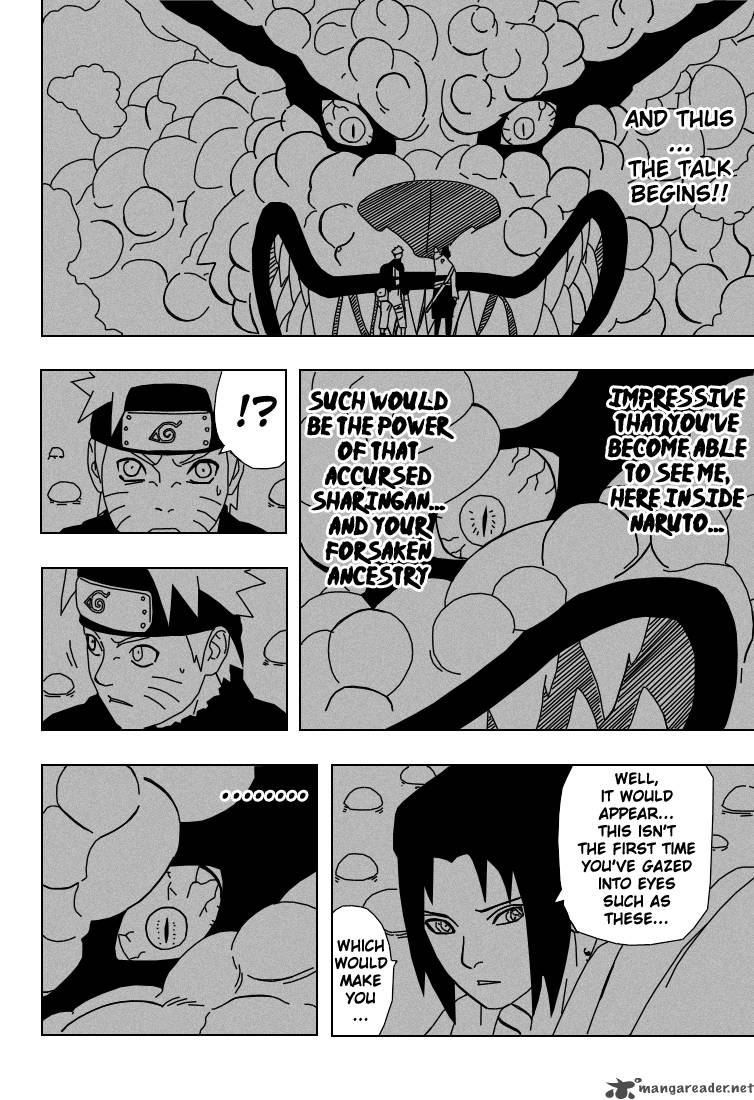 AND THUS
...
THE TALK
BEGINS!!
IMPRESSIVE
THAT YOU'VE
BECOME ABLE
TO SEE ME,
HERE INSIDE
NARUTO...
SUCH WOULD
BE THE POWER
OF THAT
ACCURSED
SHARINGAN...
AND YOUR
FORSAKEN
ANCESTRY
!?
WELL,
IT WOULD
APPEAR...
THIS ISN'T
THE FIRST TIME
YOU'VE GAZED
INTO EYES
SUCH AS
THESE...
WHICH
WOULD
MAKE
YOU
...
oooooooo
mangareader.net